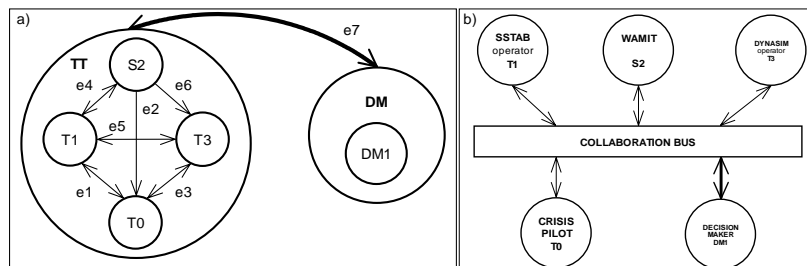 a)
e7
TT
S2
e4
e6
e2
DM
T1
e5
T3
DM1
e1
e3
T0
b)
SSTAB
operator
T1
WAMIT
S2
DYNASIM
operator
T3
COLLABORATION BUS
CRISIS
PILOT
T0
DECISION
MAKER
DM1